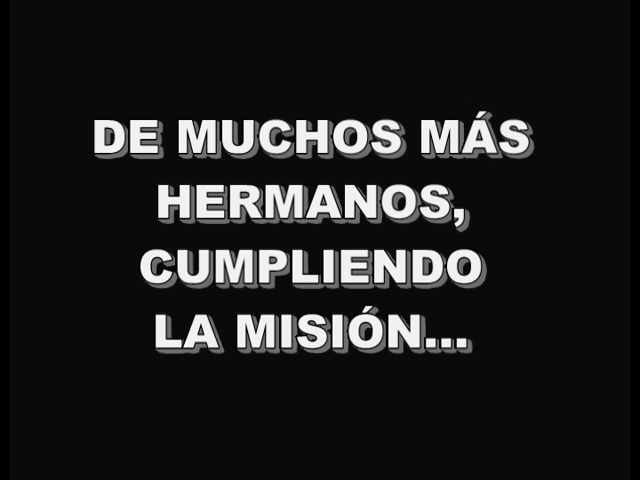 DE MUCHOS MÁS
HERMANOS,
CUMPLIENDO
LA MISIÓN...